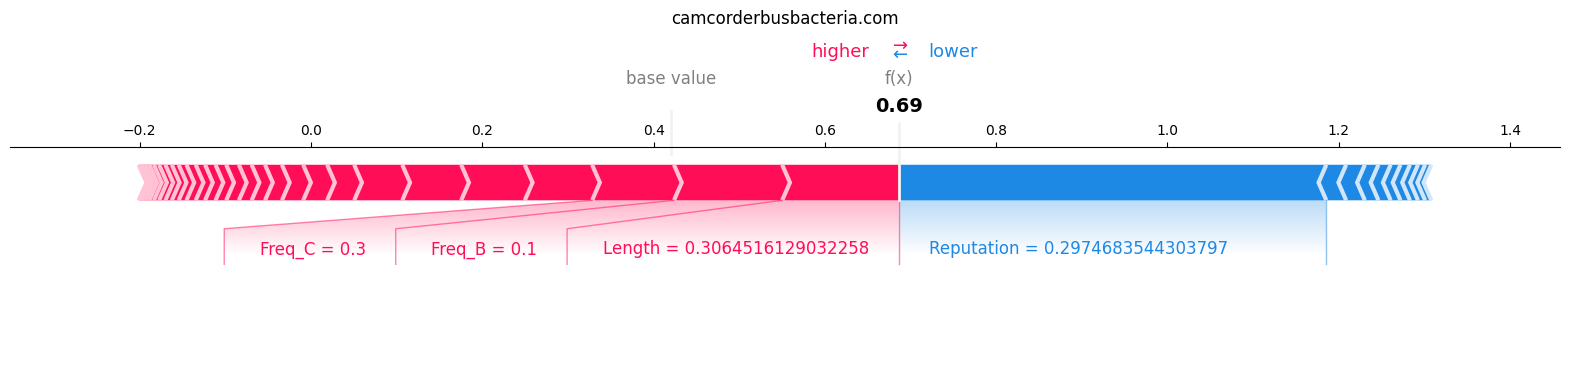 camcorderbusbacteria.com
higher ⇄ lower
base value f(x)
0.69
−0.2 0.0 0.2 0.4 0.6 0.8 1.0 1.2 1.4
Freq_C = 0.3 Freq_B = 0.1 Length = 0.3064516129032258 Reputation = 0.2974683544303797